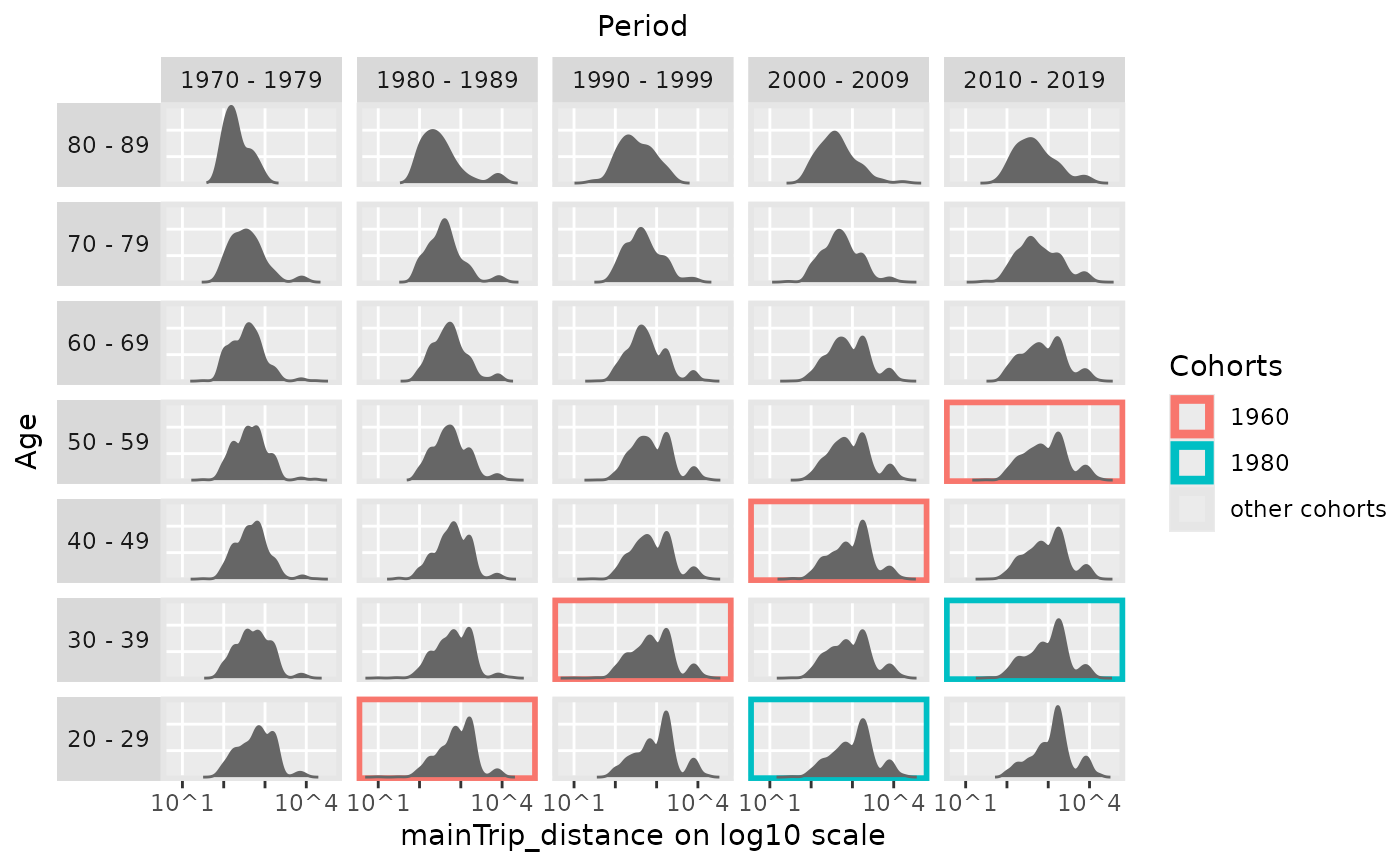 Period
1970 - 1979 1980 - 1989 1990 - 1999 2000 - 2009 2010 - 2019
80 - 89
70 - 79
60 - 69
Cohorts
50 - 59
1960
Age
1980
other cohorts
40 - 49
30 - 39
20 - 29
10^1 10^4 10^1 10^4 10^1 10^4 10^1 10^4 10^1 10^4
mainTrip_distance on log10 scale